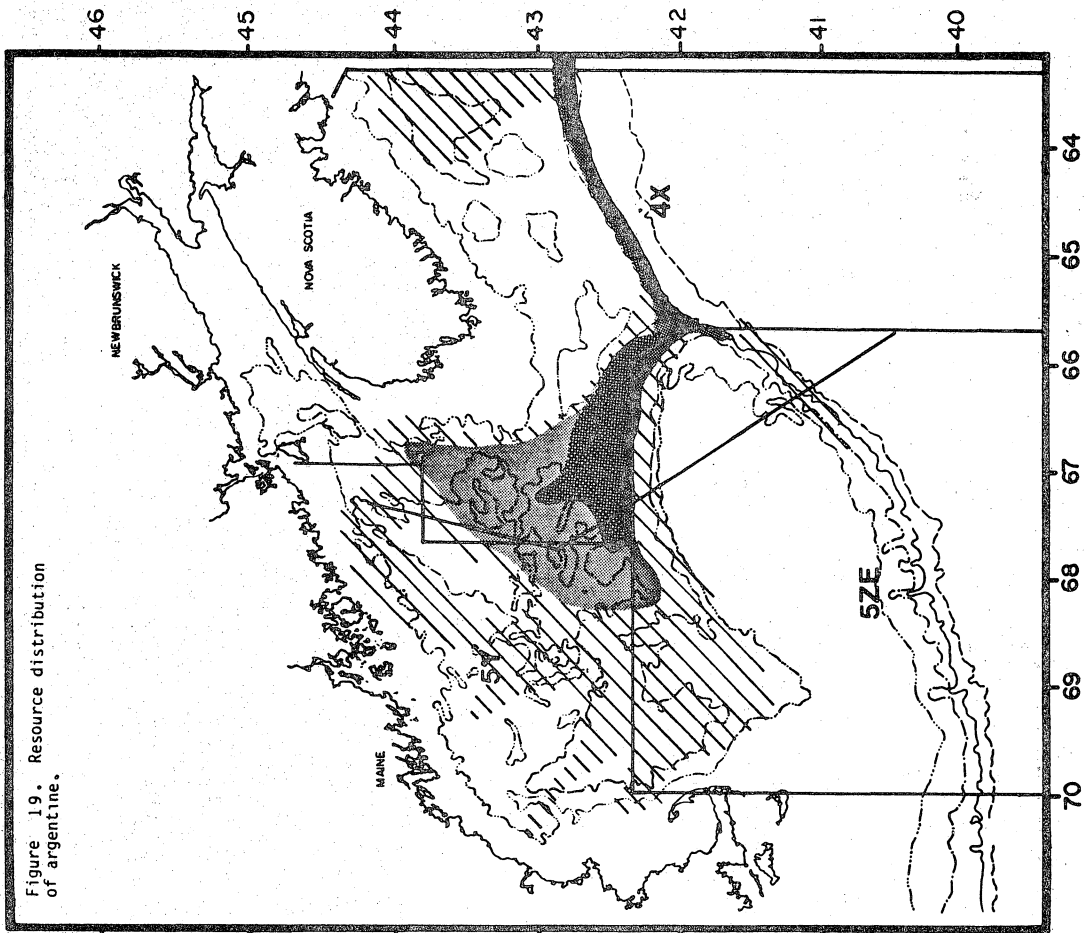 Figure 19. Resource distribution
of argentine.
NEWBRUNSWICK
NOVA SCOTIA
MAINE
4X
5Y
5ZE
46
45
44
43
42
41
40
70
69
68
67
66
65
64